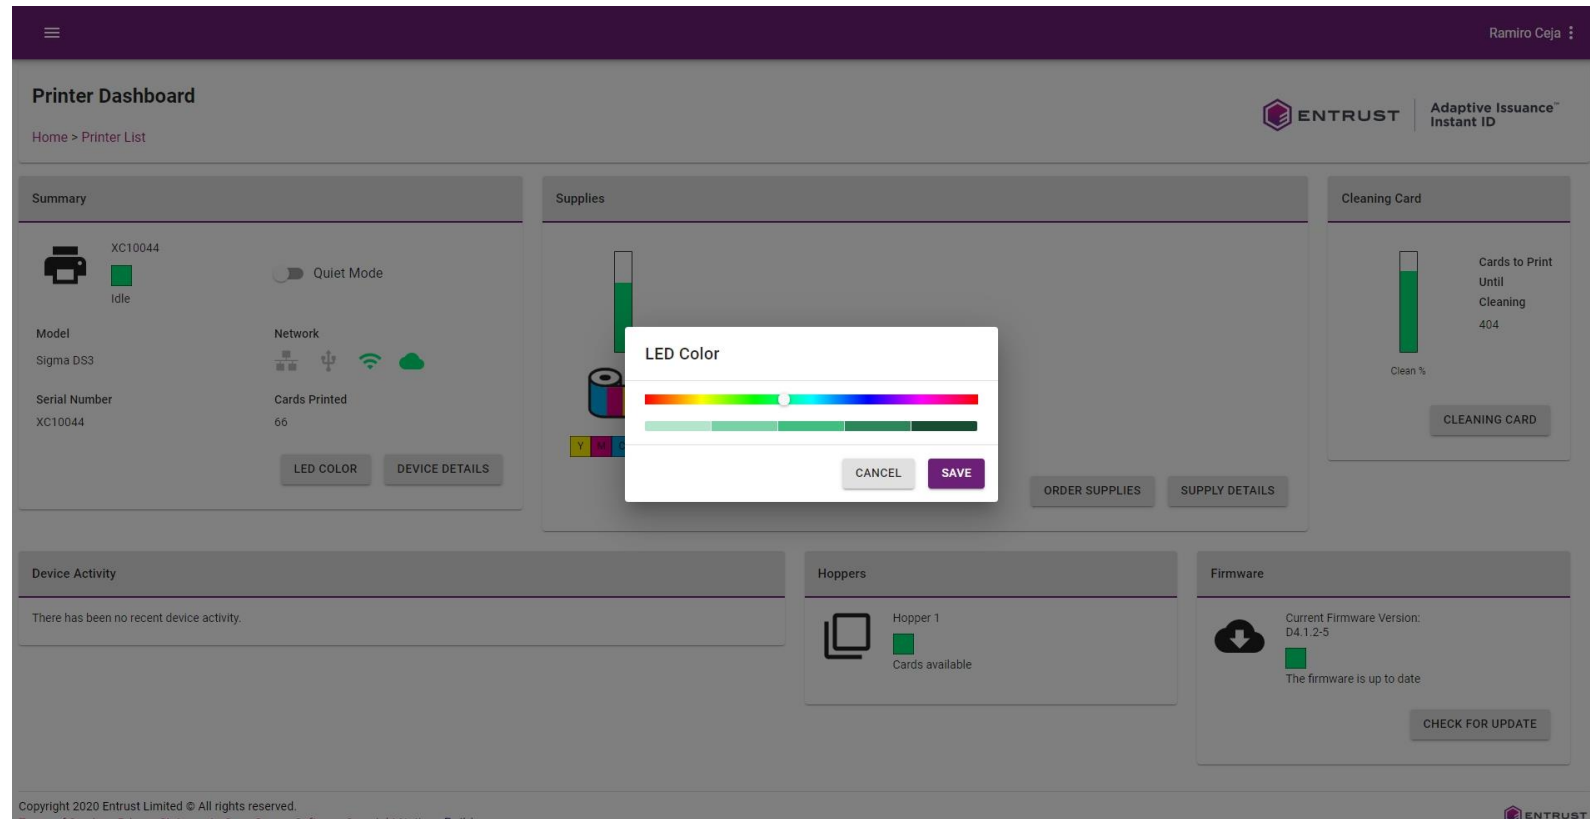 Ramiro Ceja
Printer Dashboard
Home > Printer List
ENTRUST
Adaptive Issuance™
Instant ID
Summary
XC10044
Idle
Quiet Mode
Model
Sigma DS3
Network
Serial Number
XC10044
Cards Printed
66
LED COLOR
DEVICE DETAILS
Supplies
Y M C
ORDER SUPPLIES
SUPPLY DETAILS
LED Color
CANCEL
SAVE
Cleaning Card
Cards to Print
Until
Cleaning
404
Clean %
CLEANING CARD
Device Activity
There has been no recent device activity.
Hoppers
Hopper 1
Cards available
Firmware
Current Firmware Version:
D4.1.2-5
The firmware is up to date
CHECK FOR UPDATE
Copyright 2020 Entrust Limited © All rights reserved.
ENTRUST